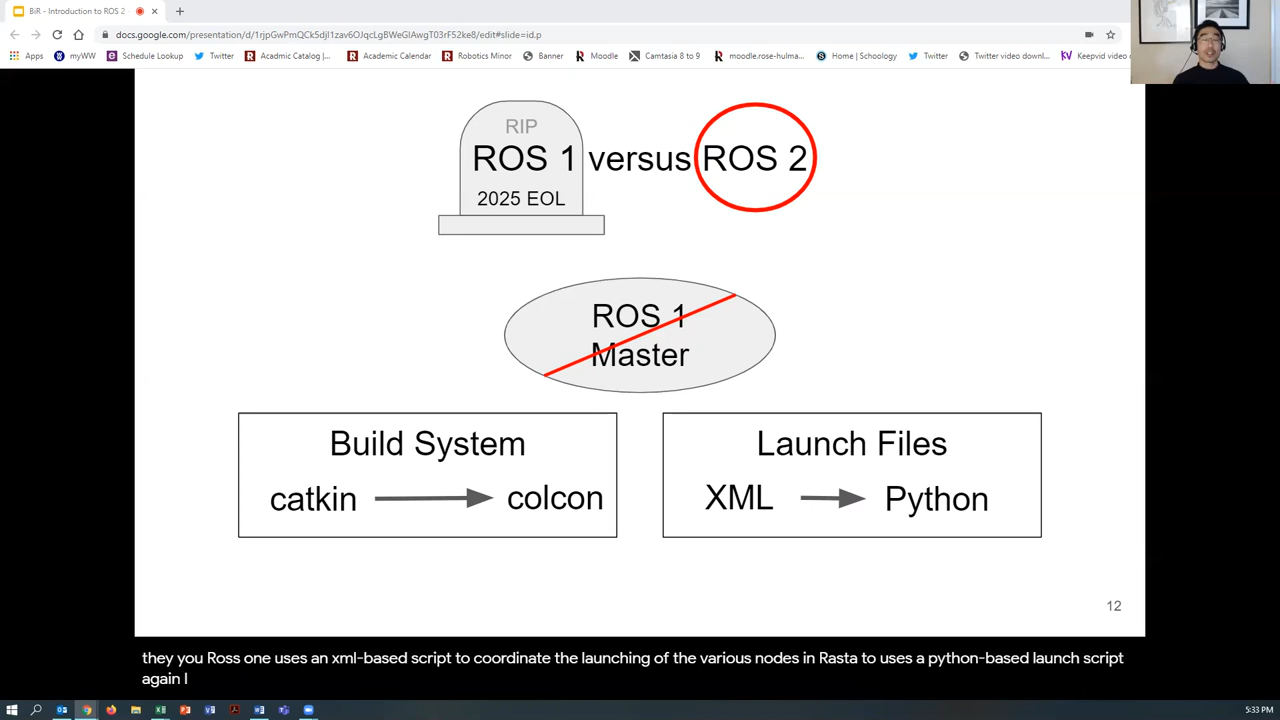 BiR - Introduction to ROS 2
docs.google.com/presentation/d/1rjpGwPmQCk5djI1zav6OJqcLgBWeGIAwgT03rF52Ie8/edit#slide=id.p
Apps myWW Schedule Lookup Twitter Acadmic Catalog |... Academic Calendar Robotics Minor Banner Moodle Camtasia 8 to 9 moodle.rose-hulma... Home | Schoology Twitter Twitter video downl... Keepvid video down
RIP
ROS 1 versus ROS 2
2025 EOL
ROS 1
Master
Build System
catkin colcon
Launch Files
XML Python
12
they you Ross one uses an xml-based script to coordinate the launching of the various nodes in Rasta to uses a python-based launch script
again I
5:33 PM